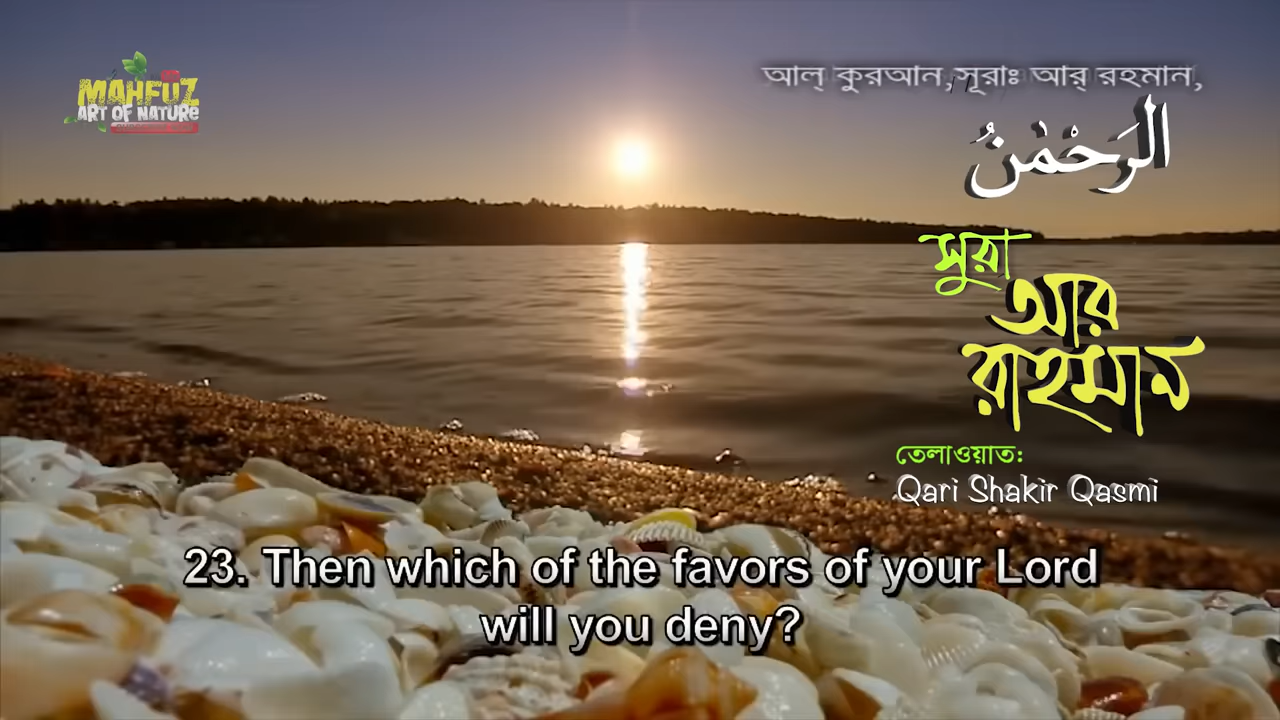 MAHFUZ
ART OF NATURE
আল্ কুরআন, সূরাঃ আর্ রহমান,
الرَحْمٰنُ
সুরা
আর
রাহমান
তেলাওয়াত:
Qari Shakir Qasmi
23. Then which of the favors of your Lord
will you deny?